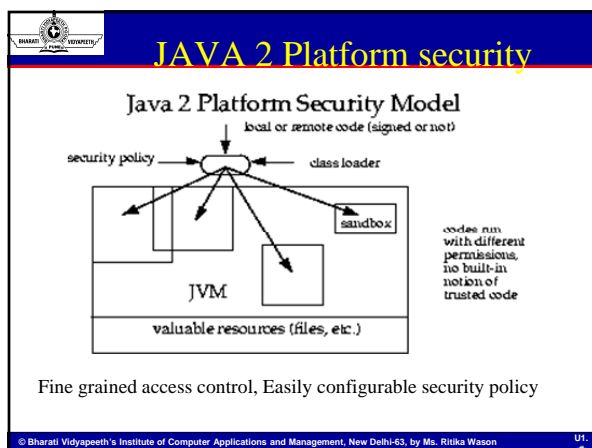 BHARATI VIDYAPEETH
PUNE
JAVA 2 Platform security
Java 2 Platform Security Model
local or remote code (signed or not)
security policy
class loader
sandbox
codes run
with different
permissions,
no built-in
notion of
trusted code
JVM
valuable resources (files, etc.)
Fine grained access control, Easily configurable security policy
© Bharati Vidyapeeth's Institute of Computer Applications and Management, New Delhi-63, by Ms. Ritika Wason
U1.